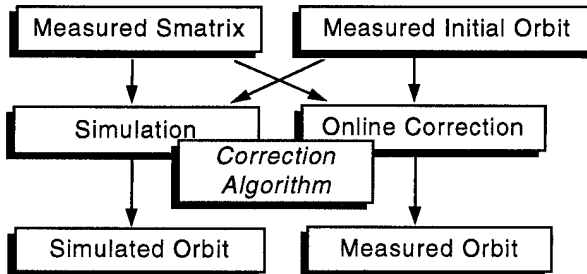 Measured Smatrix
Measured Initial Orbit
Simulation
Online Correction
Correction
Algorithm
Simulated Orbit
Measured Orbit